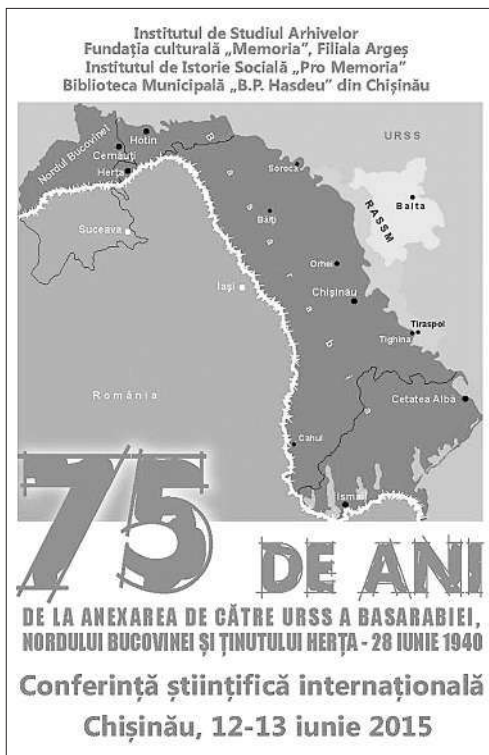 Institutul de Studiul Arhivelor
Fundația culturală „Memoria”, Filiala Argeș
Institutul de Istorie Socială „Pro Memoria”
Biblioteca Municipală „B.P. Hasdeu” din Chișinău
Nordul Bucovinei
Hotin
Cernăuți
Herța
URSS
Soroca
RASSM
Balta
Bălți
Suceava
Orhei
Iași
Chișinău
Tiraspol
Tighina
România
Cetatea Albă
Cahul
Ismail
B a s a r a b i a
75 DE ANI
DE LA ANEXAREA DE CĂTRE URSS A BASARABIEI,
NORDULUI BUCOVINEI ȘI ȚINUTULUI HERȚA - 28 IUNIE 1940
Conferință științifică internațională
Chișinău, 12-13 iunie 2015